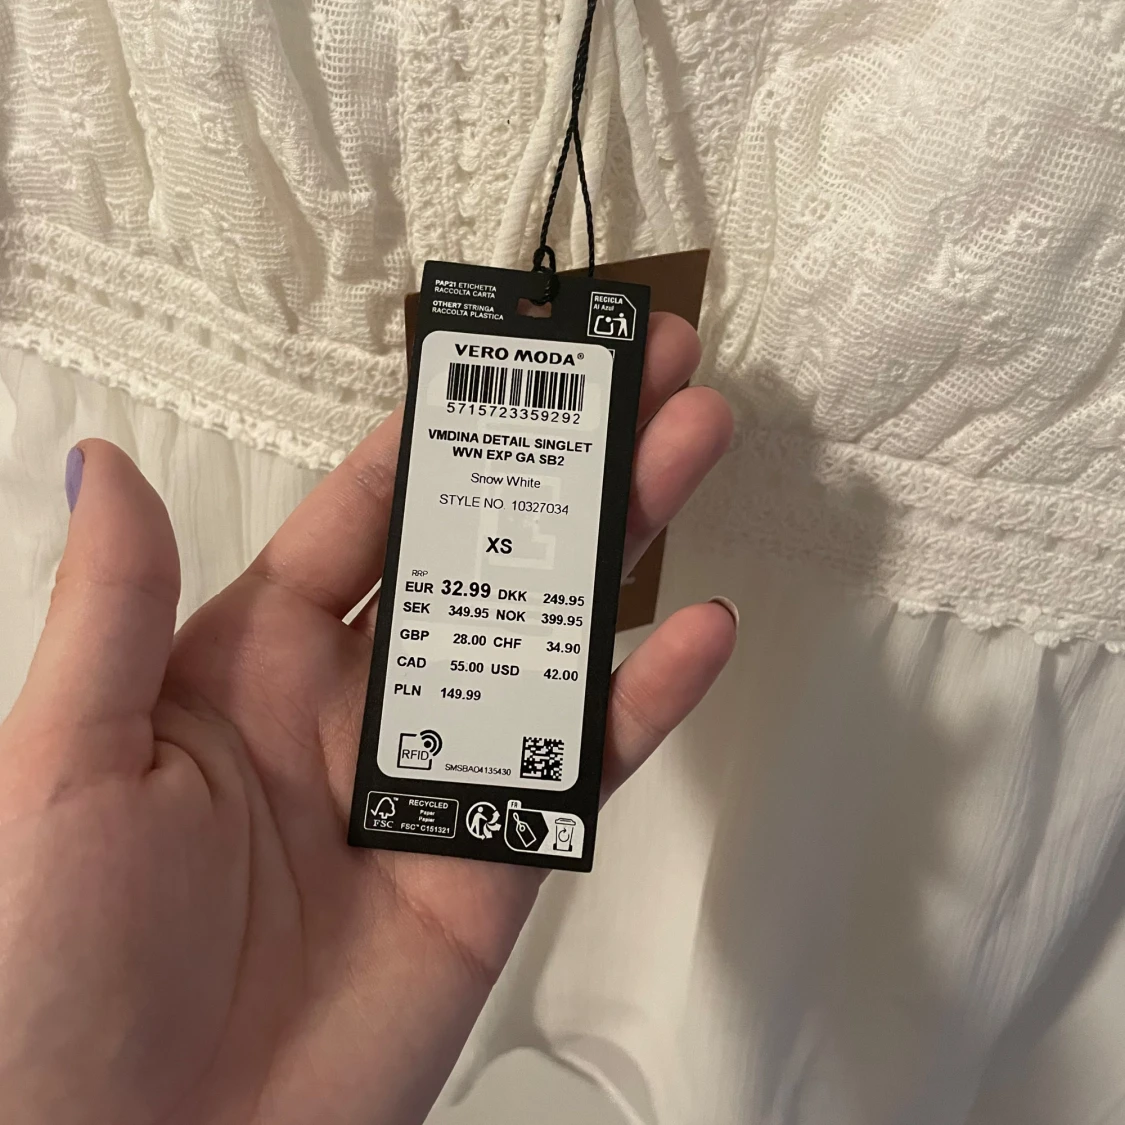 PAP21 ETICHETTA
RACCOLTA CARTA
OTHER7 STRINGA
RACCOLTA PLASTICA
RECICLA
Al Azul
VERO MODA®
5715723359292
VMDINA DETAIL SINGLET
WVN EXP GA SB2
Snow White
STYLE NO. 10327034
XS
RRP
EUR 32.99 DKK 249.95
SEK 349.95 NOK 399.95
GBP 28.00 CHF 34.90
CAD 55.00 USD 42.00
PLN 149.99
RFID
SMSBAO4135430
FSC™
RECYCLED
Paper
Papier
FSC™ C151321
FR